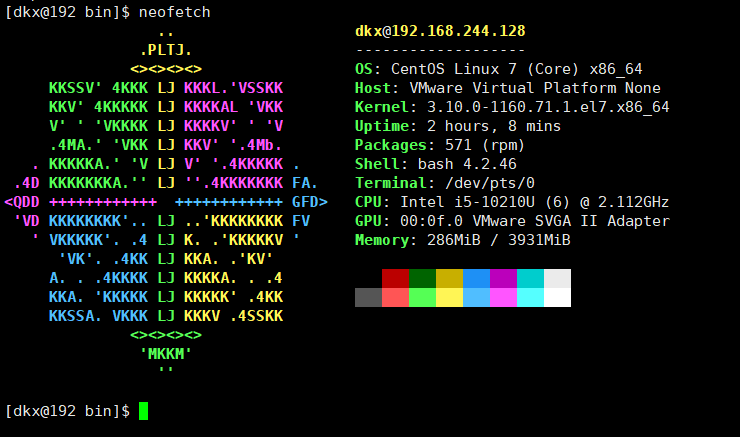 [dkx@192 bin]$ neofetch
..
.PLTJ.
<><><><>
KKSSV' 4KKK LJ KKKL.'VSSKK
KKV' 4KKKKK LJ KKKKAL 'VKK
V' ' 'VKKKK LJ KKKKV' ' 'V
.4MA.' 'VKK LJ KKV' '.4Mb.
. KKKKKA.' 'V LJ V' '.4KKKKK .
.4D KKKKKKKA.'' LJ ''.4KKKKKKK FA.
<QDD ++++++++++++  ++++++++++++ GFD>
'VD KKKKKKKK'.. LJ ..'KKKKKKKK FV
' VKKKKK'. .4 LJ K. .'KKKKKV '
'VK'. .4KK LJ KKA. .'KV'
A. . .4KKKK LJ KKKKA. . .4
KKA. 'KKKKK LJ KKKKK' .4KK
KKSSA. VKKK LJ KKKV .4SSKK
<><><><>
'MKKM'
''
dkx@192.168.244.128
-------------------
OS: CentOS Linux 7 (Core) x86_64
Host: VMware Virtual Platform None
Kernel: 3.10.0-1160.71.1.el7.x86_64
Uptime: 2 hours, 8 mins
Packages: 571 (rpm)
Shell: bash 4.2.46
Terminal: /dev/pts/0
CPU: Intel i5-10210U (6) @ 2.112GHz
GPU: 00:0f.0 VMware SVGA II Adapter
Memory: 286MiB / 3931MiB
[dkx@192 bin]$